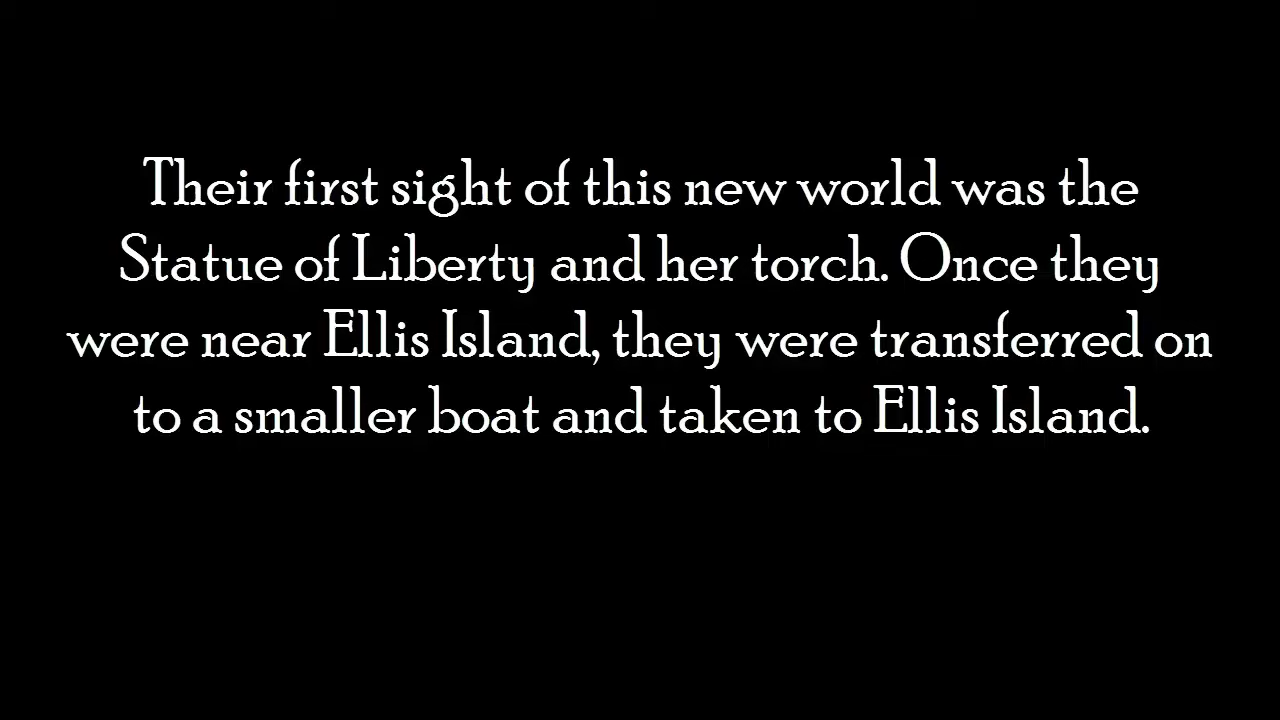 Their first sight of this new world was the
Statue of Liberty and her torch. Once they
were near Ellis Island, they were transferred on
to a smaller boat and taken to Ellis Island.